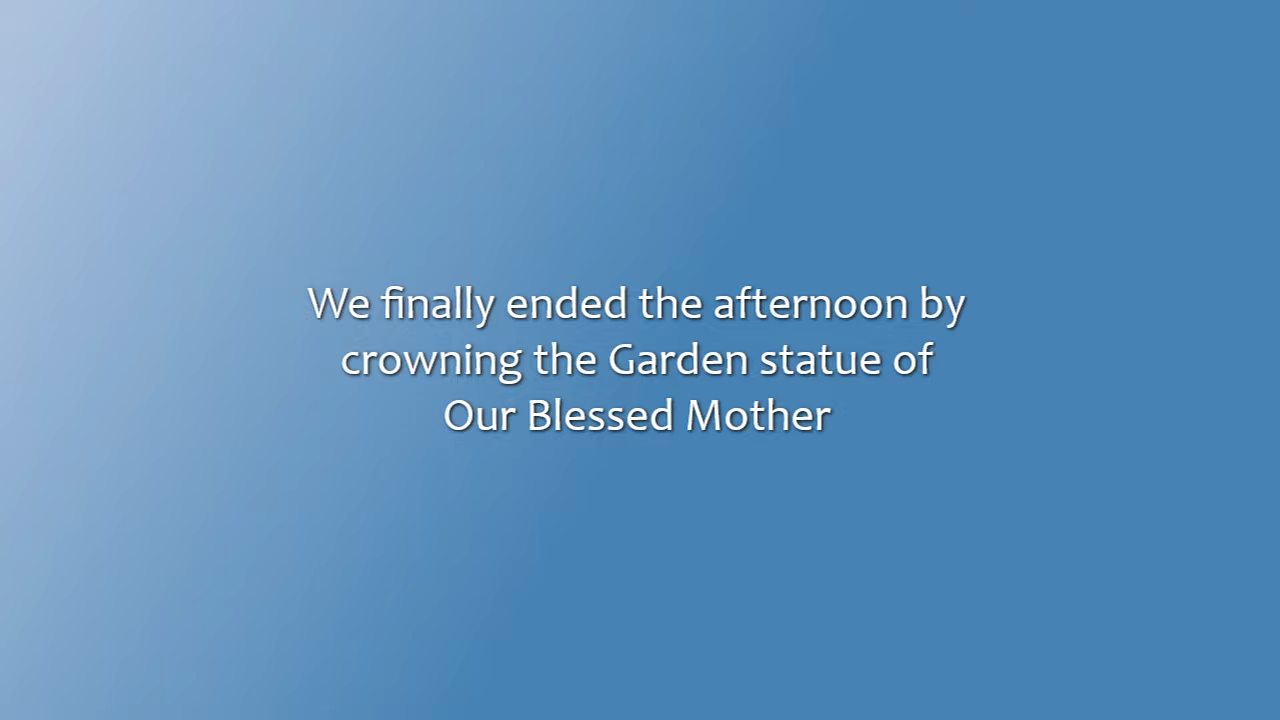 We finally ended the afternoon by
crowning the Garden statue of
Our Blessed Mother